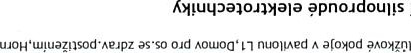 ůžkové pokoje v pavilonu L1, Domov pro os.se zdrav.postižením, Horn
silnoproudé elektrotechniky